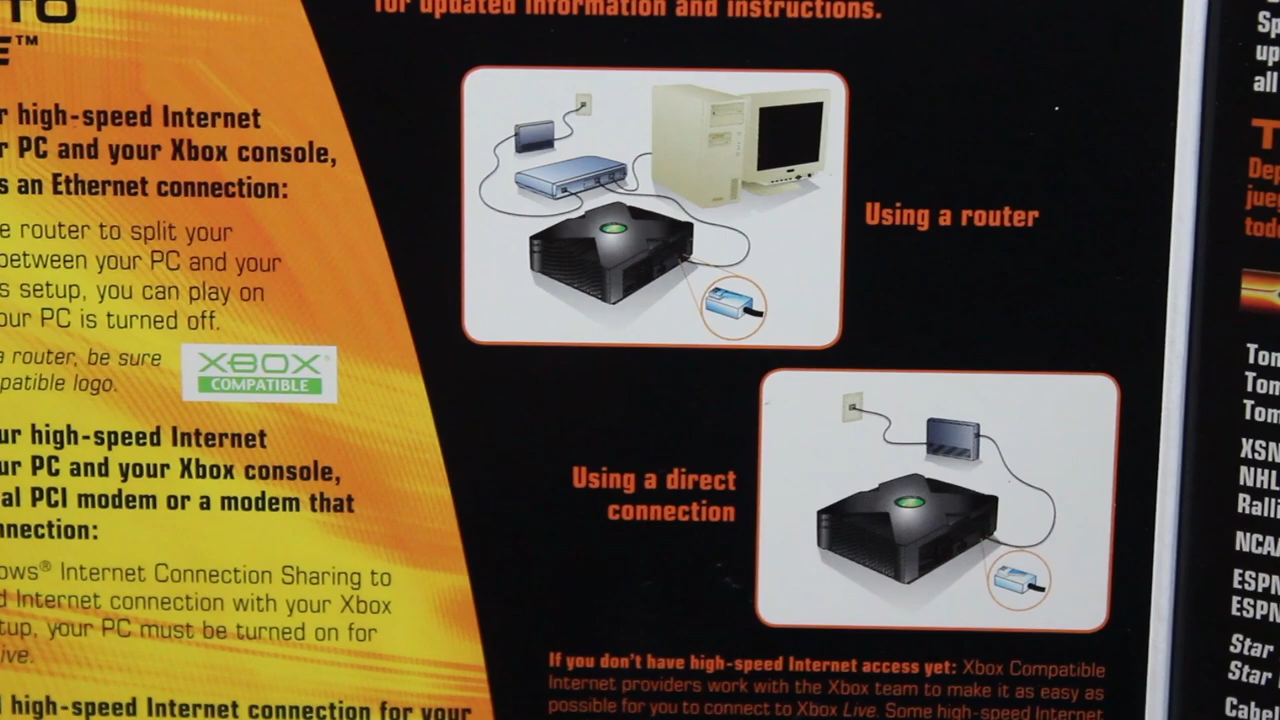 TO
E™
r high-speed Internet
r PC and your Xbox console,
s an Ethernet connection:
e router to split your
between your PC and your
s setup, you can play on
our PC is turned off.
a router, be sure
patible logo.
XBOX®
COMPATIBLE
ur high-speed Internet
ur PC and your Xbox console,
al PCI modem or a modem that
nnection:
ows® Internet Connection Sharing to
d Internet connection with your Xbox
tup, your PC must be turned on for
ive.
l high-speed Internet connection for your
for updated information and instructions.
Using a router
Using a direct
connection
If you don't have high-speed Internet access yet: Xbox Compatible
Internet providers work with the Xbox team to make it as easy as
possible for you to connect to Xbox Live. Some high-speed Internet
Sp
up
all
T
Dep
jue
tod
Tom
Tom
Tom
XSN
NHL
Ralli
NCAA
ESPN
ESPN
Star
Star
Cabel